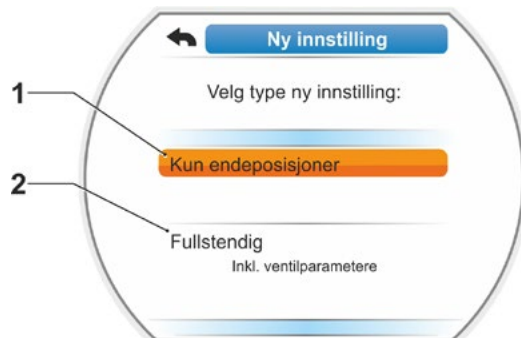 Ny innstilling
Velg type ny innstilling:
1
Kun endeposisjoner
2
Fullstendig
Inkl. ventilparametere